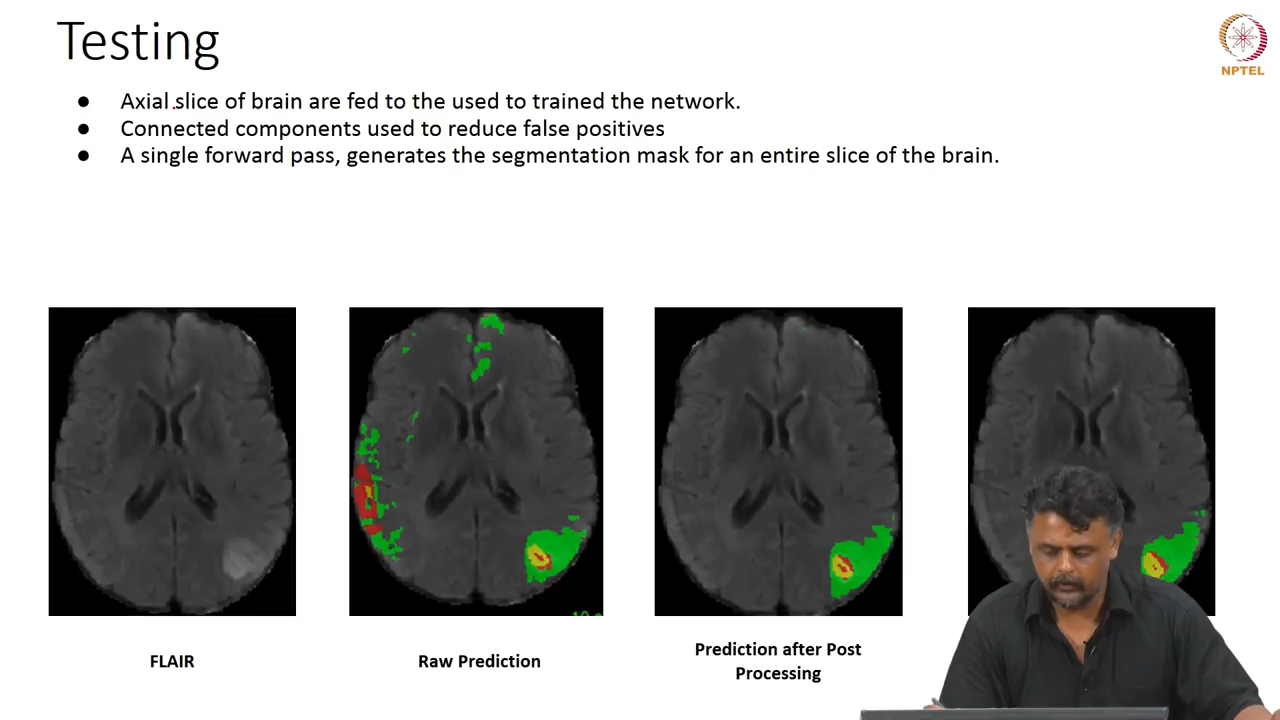 Testing
NPTEL
● Axial slice of brain are fed to the used to trained the network.
● Connected components used to reduce false positives
● A single forward pass, generates the segmentation mask for an entire slice of the brain.
FLAIR
Raw Prediction
Prediction after Post
Processing